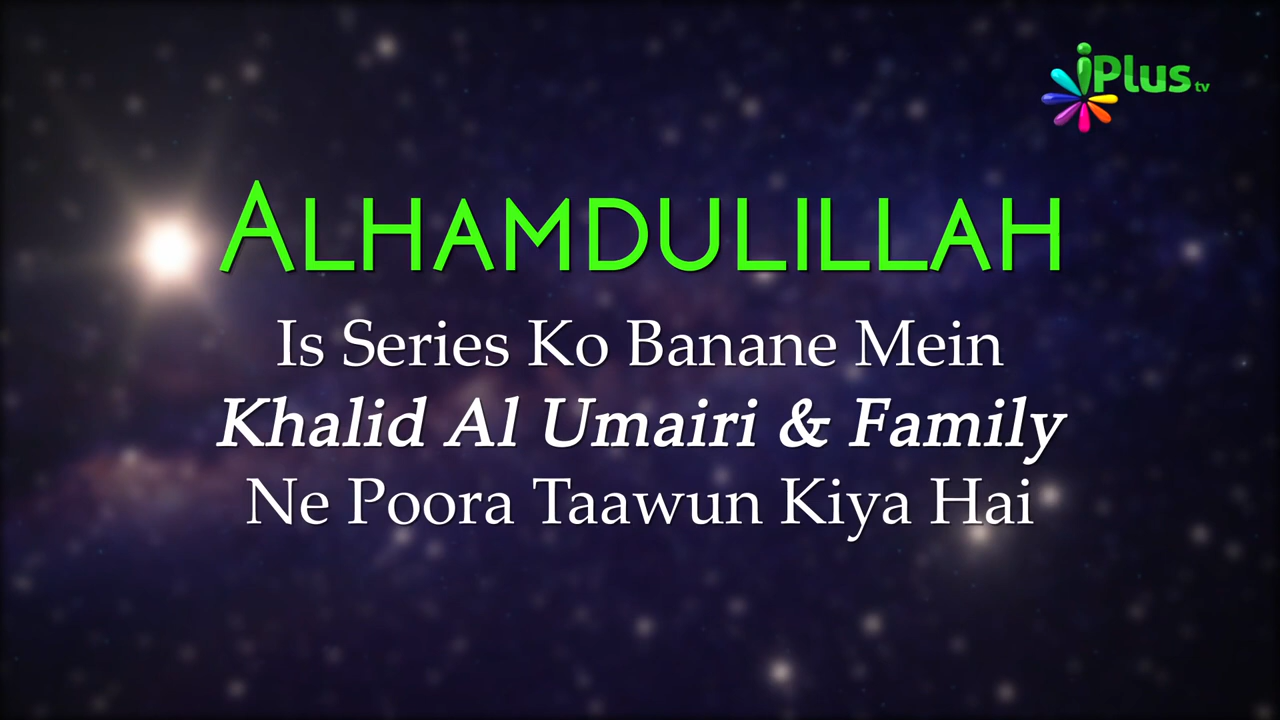 iPlus tv
ALHAMDULILLAH
Is Series Ko Banane Mein
Khalid Al Umairi & Family
Ne Poora Taawun Kiya Hai